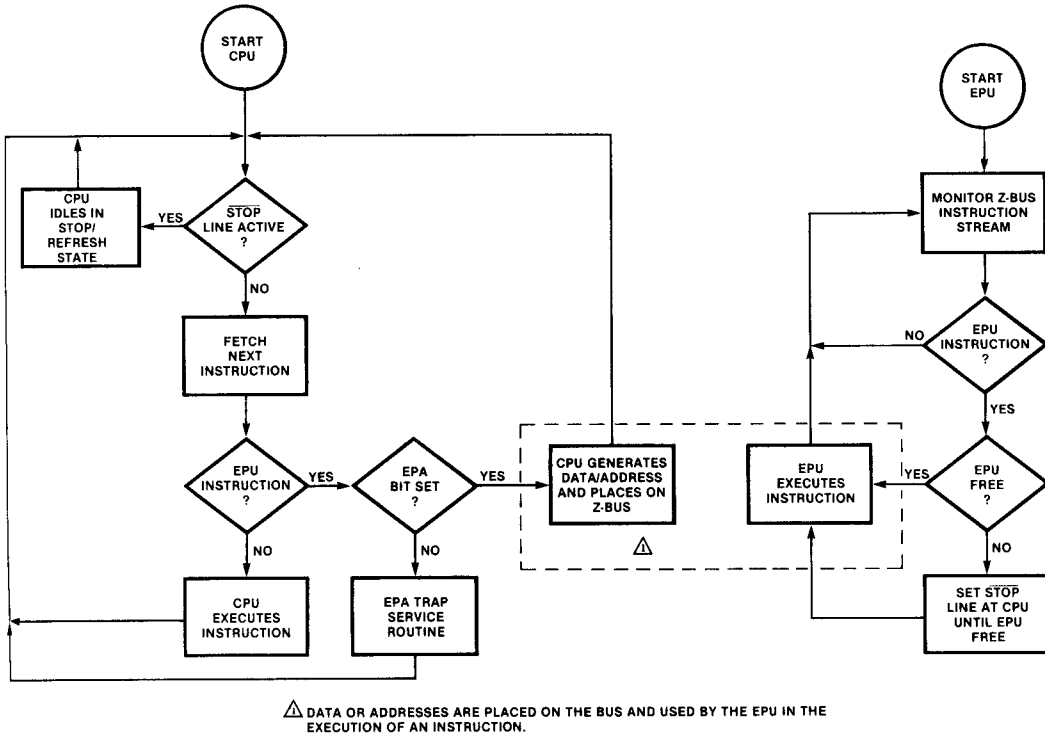 START
CPU
START
EPU
CPU
IDLES IN
STOP/
REFRESH
STATE
YES
STOP
LINE ACTIVE
?
MONITOR Z-BUS
INSTRUCTION
STREAM
NO
FETCH
NEXT
INSTRUCTION
NO
EPU
INSTRUCTION
?
YES
EPU
INSTRUCTION
?
YES
EPA
BIT SET
?
YES
CPU GENERATES
DATA/ADDRESS
AND PLACES ON
Z-BUS
EPU
EXECUTES
INSTRUCTION
YES
EPU
FREE
?
1
NO
NO
NO
CPU
EXECUTES
INSTRUCTION
EPA TRAP
SERVICE
ROUTINE
SET STOP
LINE AT CPU
UNTIL EPU
FREE
1 DATA OR ADDRESSES ARE PLACED ON THE BUS AND USED BY THE EPU IN THE
EXECUTION OF AN INSTRUCTION.